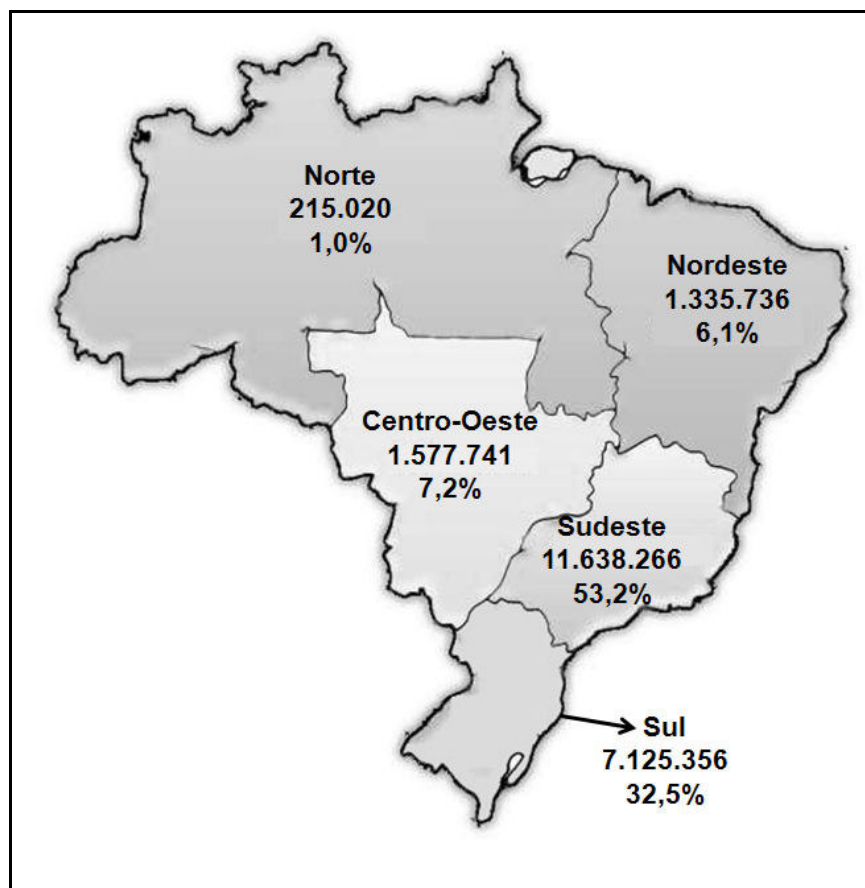 Norte
215.020
1,0%
Nordeste
1.335.736
6,1%
Centro-Oeste
1.577.741
7,2%
Sudeste
11.638.266
53,2%
Sul
7.125.356
32,5%